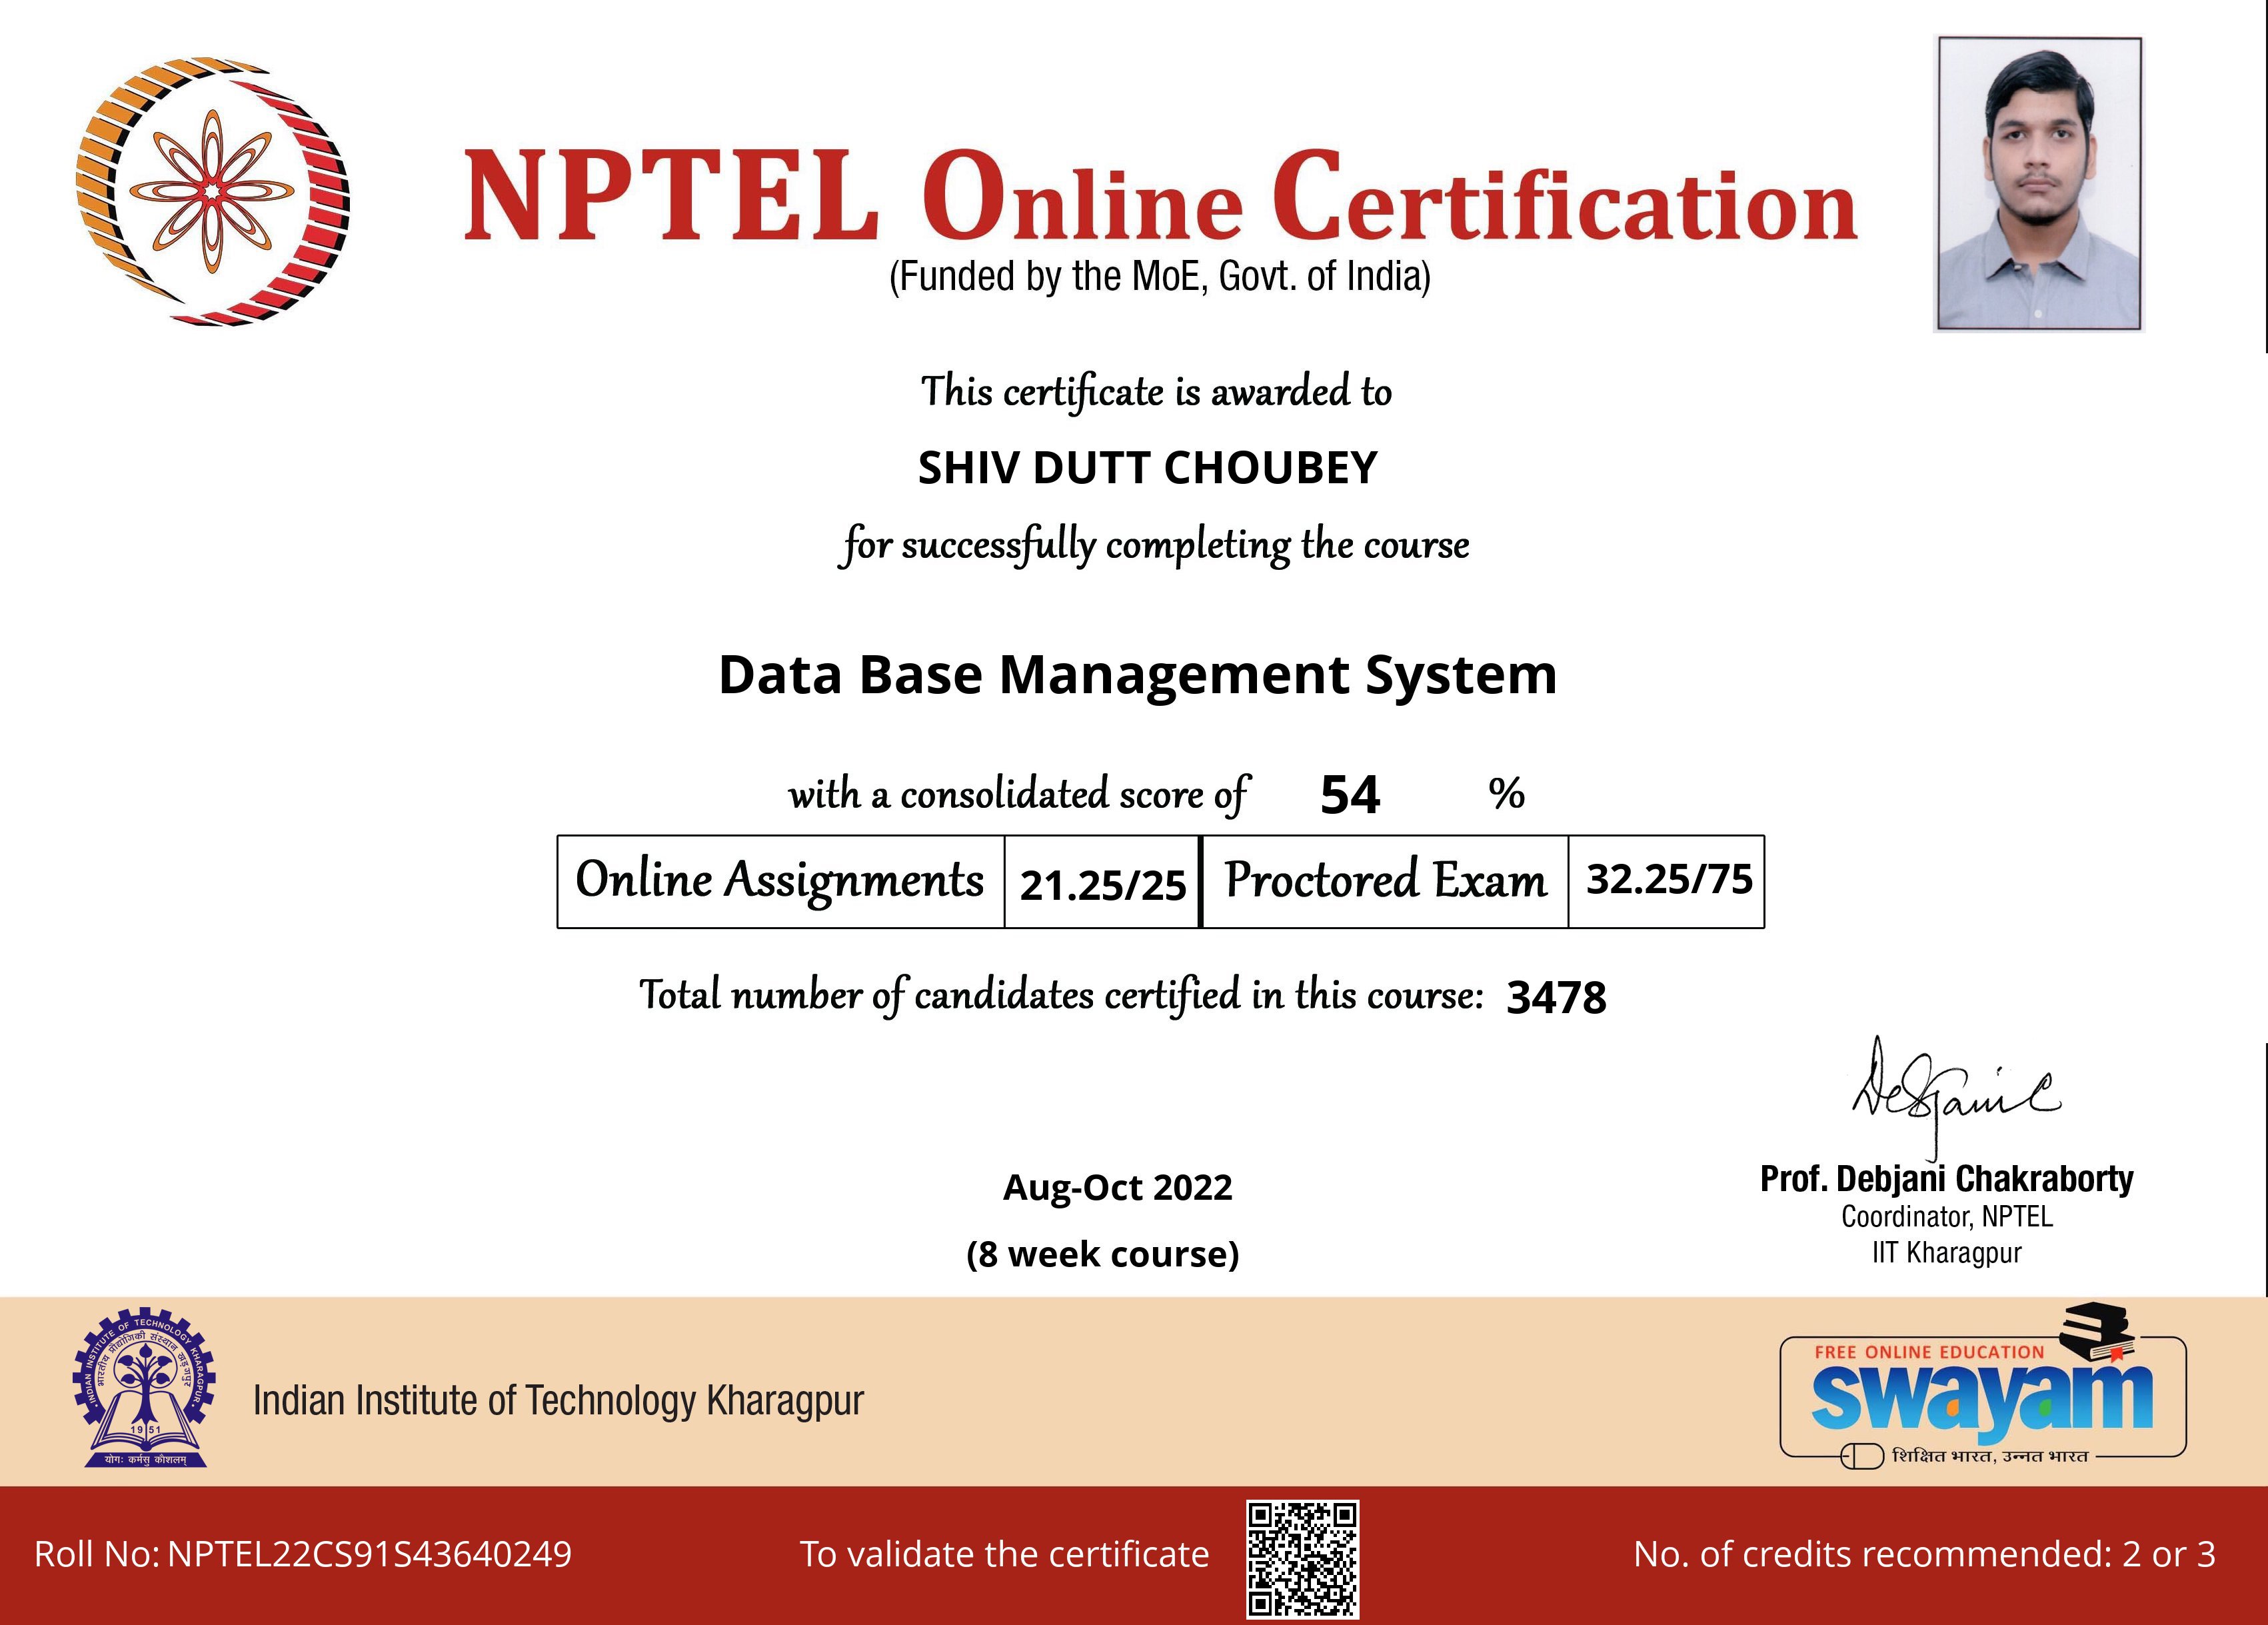 NPTEL Online Certification
(Funded by the MoE, Govt. of India)
This certificate is awarded to
SHIV DUTT CHOUBEY
for successfully completing the course
Data Base Management System
with a consolidated score of 54 %
Online Assignments 21.25/25 Proctored Exam 32.25/75
Total number of candidates certified in this course: 3478
Debjani C
Aug-Oct 2022
(8 week course)
Prof. Debjani Chakraborty
Coordinator, NPTEL
IIT Kharagpur
INDIAN INSTITUTE OF TECHNOLOGY KHARAGPUR
भारतीय प्रौद्योगिकी संस्थान खड़गपुर
1951
योगः कर्मसु कौशलम्
Indian Institute of Technology Kharagpur
FREE ONLINE EDUCATION
swayam
शिक्षित भारत, उन्नत भारत
Roll No: NPTEL22CS91S43640249
To validate the certificate
No. of credits recommended: 2 or 3